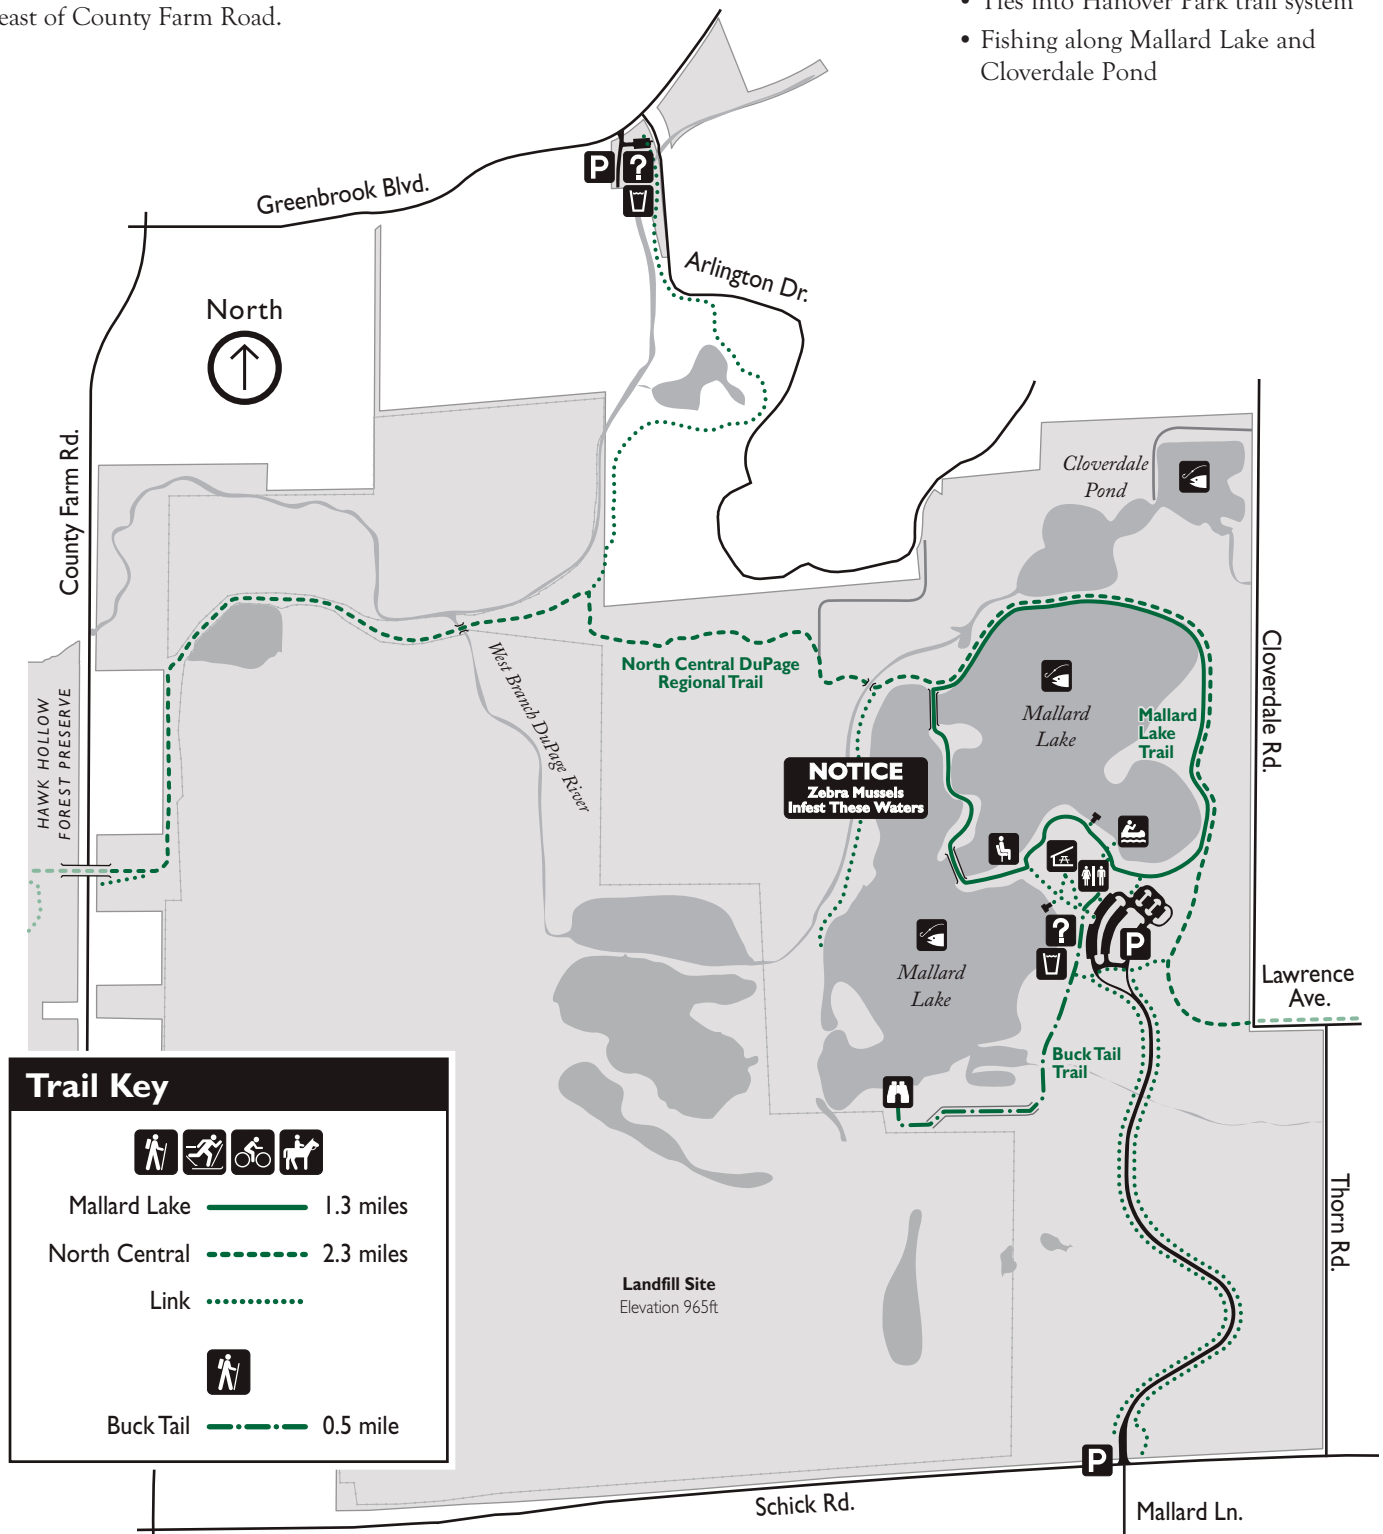 east of County Farm Road.
• Ties into Hanover Park trail system
• Fishing along Mallard Lake and
Cloverdale Pond
Greenbrook Blvd.
P
?
Arlington Dr.
North
County Farm Rd.
Cloverdale
Pond
Cloverdale Rd.
HAWK HOLLOW
FOREST PRESERVE
West Branch DuPage River
North Central DuPage
Regional Trail
Mallard
Lake
Mallard
Lake
Trail
NOTICE
Zebra Mussels
Infest These Waters
?
P
Mallard
Lake
Lawrence
Ave.
Buck Tail
Trail
Thorn Rd.
Landfill Site
Elevation 965ft
Trail Key
Mallard Lake 1.3 miles
North Central 2.3 miles
Link
Buck Tail 0.5 mile
P
Schick Rd.
Mallard Ln.